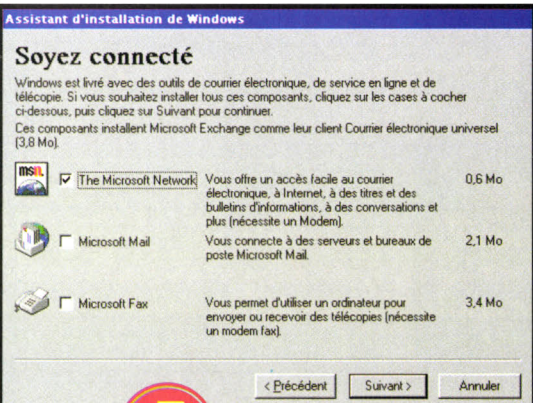 Assistant d'installation de Windows
Soyez connecté
Windows est livré avec des outils de courrier électronique, de service en ligne et de
télécopie. Si vous souhaitez installer tous ces composants, cliquez sur les cases à cocher
ci-dessous, puis cliquez sur Suivant pour continuer.
Ces composants installent Microsoft Exchange comme leur client Courrier électronique universel
(3,8 Mo).
msn.
The Microsoft Network
Vous offre un accès facile au courrier
électronique, à Internet, à des titres et des
bulletins d'informations, à des conversations et
plus (nécessite un Modem).
0,6 Mo
Microsoft Mail
Vous connecte à des serveurs et bureaux de
poste Microsoft Mail.
2,1 Mo
Microsoft Fax
Vous permet d'utiliser un ordinateur pour
envoyer ou recevoir des télécopies (nécessite
un modem fax).
3,4 Mo
< Précédent
Suivant >
Annuler